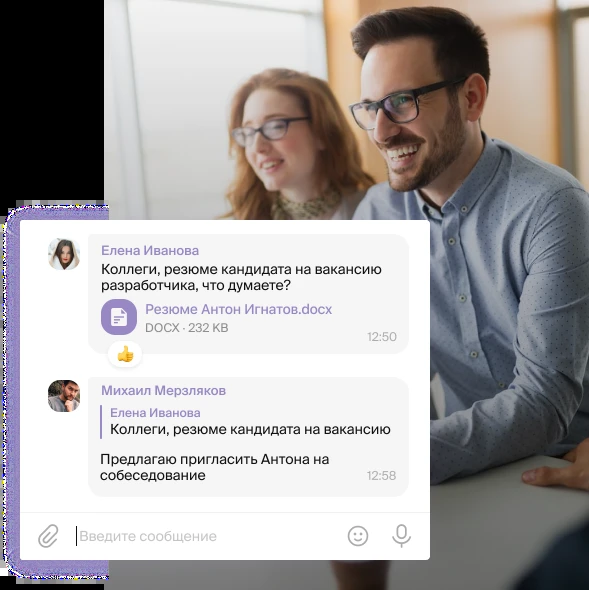 Елена Иванова
Коллеги, резюме кандидата на вакансию
разработчика, что думаете?
Резюме Антон Игнатов.docx
DOCX · 232 KB
12:50
Михаил Мерзляков
Елена Иванова
Коллеги, резюме кандидата на вакансию
Предлагаю пригласить Антона на
собеседование
12:58
Введите сообщение